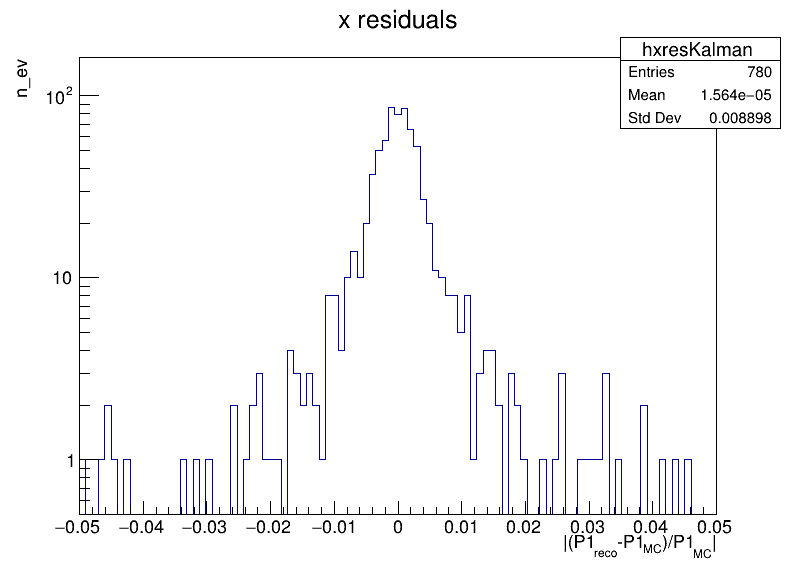 x residuals
hxresKalman
Entries 780
Mean 1.564e−05
Std Dev 0.008898
n_ev
10²
10
1
−0.05 −0.04 −0.03 −0.02 −0.01 0 0.01 0.02 0.03 0.04 0.05
|(P1reco-P1MC)/P1MC|